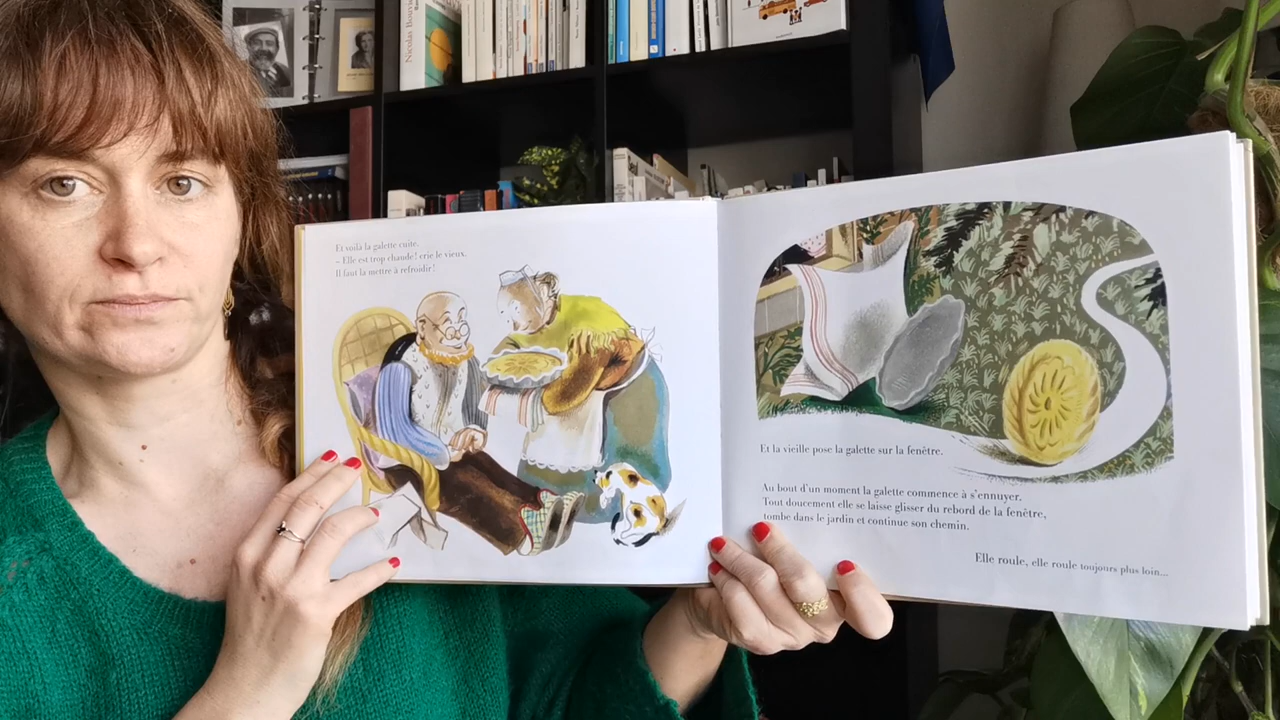 Nicolas Bouvier
Et voilà la galette cuite.
– Elle est trop chaude! crie le vieux.
Il faut la mettre à refroidir!
Et la vieille pose la galette sur la fenêtre.
Au bout d'un moment la galette commence à s'ennuyer.
Tout doucement elle se laisse glisser du rebord de la fenêtre,
tombe dans le jardin et continue son chemin.
Elle roule, elle roule toujours plus loin...